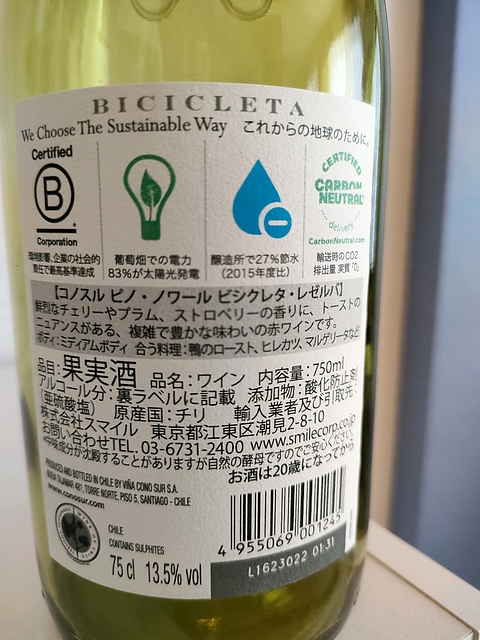 BICICLETA
We Choose The Sustainable Way これからの地球のために。
Certified
B
Corporation
環境影響、企業の社会的
責任で最高基準達成
葡萄畑での電力
83%が太陽光発電
醸造所で27%節水
(2015年度比)
CERTIFIED
CARBON
NEUTRAL
delivery
CarbonNeutral.com
輸送時のCO2
排出量 実質「0」
【コノスル ピノ・ノワール ビシクレタ・レゼルバ】
鮮烈なチェリーやプラム、ストロベリーの香りに、トーストの
ニュアンスがある、複雑で豊かな味わいの赤ワインです。
ボディ:ミディアムボディ 合う料理:鴨のロースト、ヒレカツ、マルゲリータなど
品目:果実酒 品名:ワイン 内容量:750ml
アルコール分:裏ラベルに記載 添加物:酸化防止剤
(亜硫酸塩) 原産国:チリ 輸入業者及び引取先:
株式会社スマイル 東京都江東区潮見2-8-10
お問い合わせTEL. 03-6731-2400 www.smilecorp.co.jp
*中味成分が沈殿することがありますが自然の酵母ですのでご安心ください。
お酒は20歳になってから
PRODUCED AND BOTTLED IN CHILE BY VIÑA CONO SUR S.A.
NUEVA TAJAMAR 481, TORRE NORTE, PISO 5, SANTIAGO - CHILE
www.conosur.com
CHILE
CONTAINS SULPHITES
75 cl 13.5% vol
4 955069 001245
L1623022 01:31